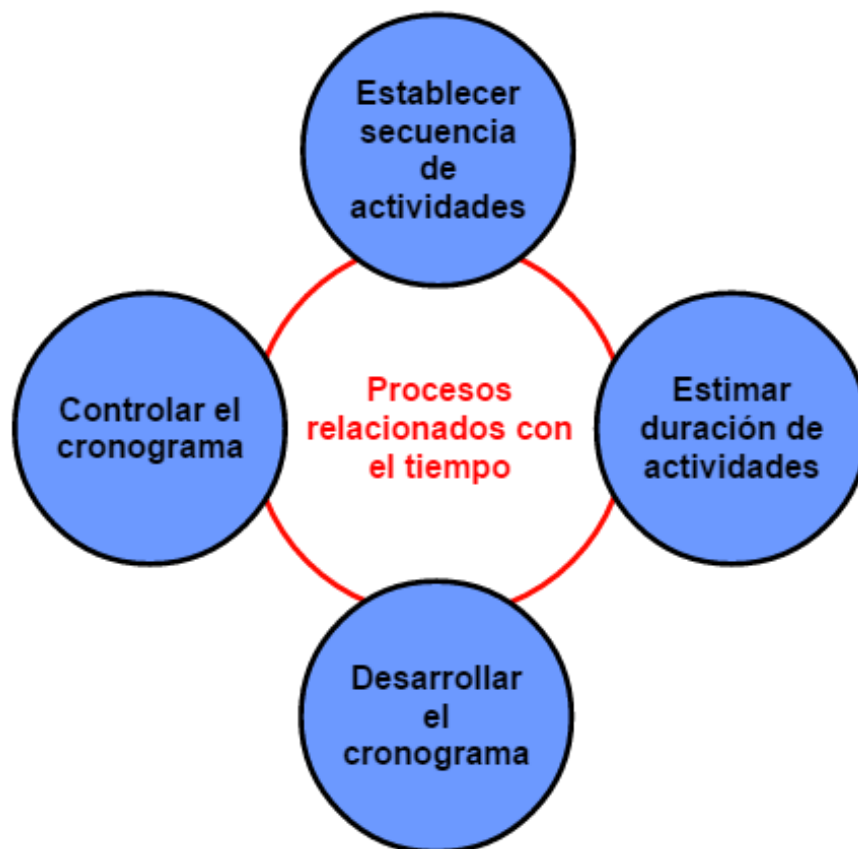 Establecer
secuencia
de
actividades
Controlar el
cronograma
Procesos
relacionados con
el tiempo
Estimar
duración de
actividades
Desarrollar
el
cronograma